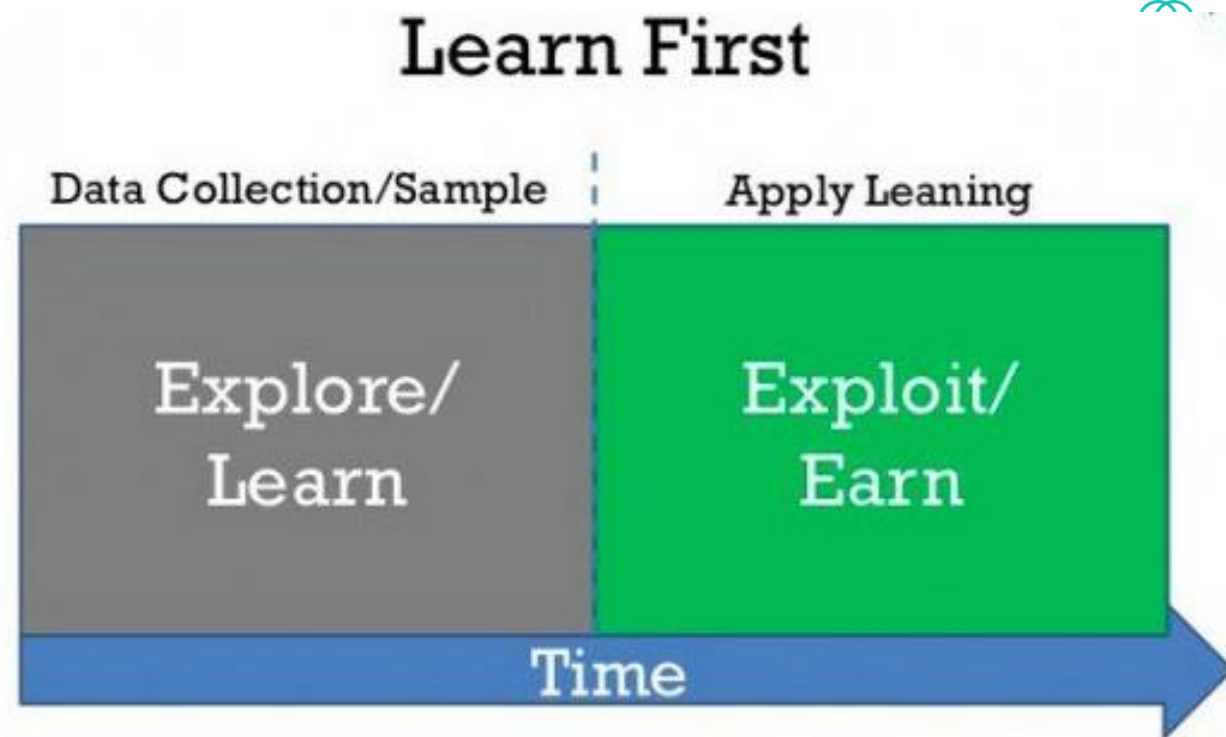 Learn First
Data Collection/Sample
Apply Leaning
Explore/
Learn
Exploit/
Earn
Time